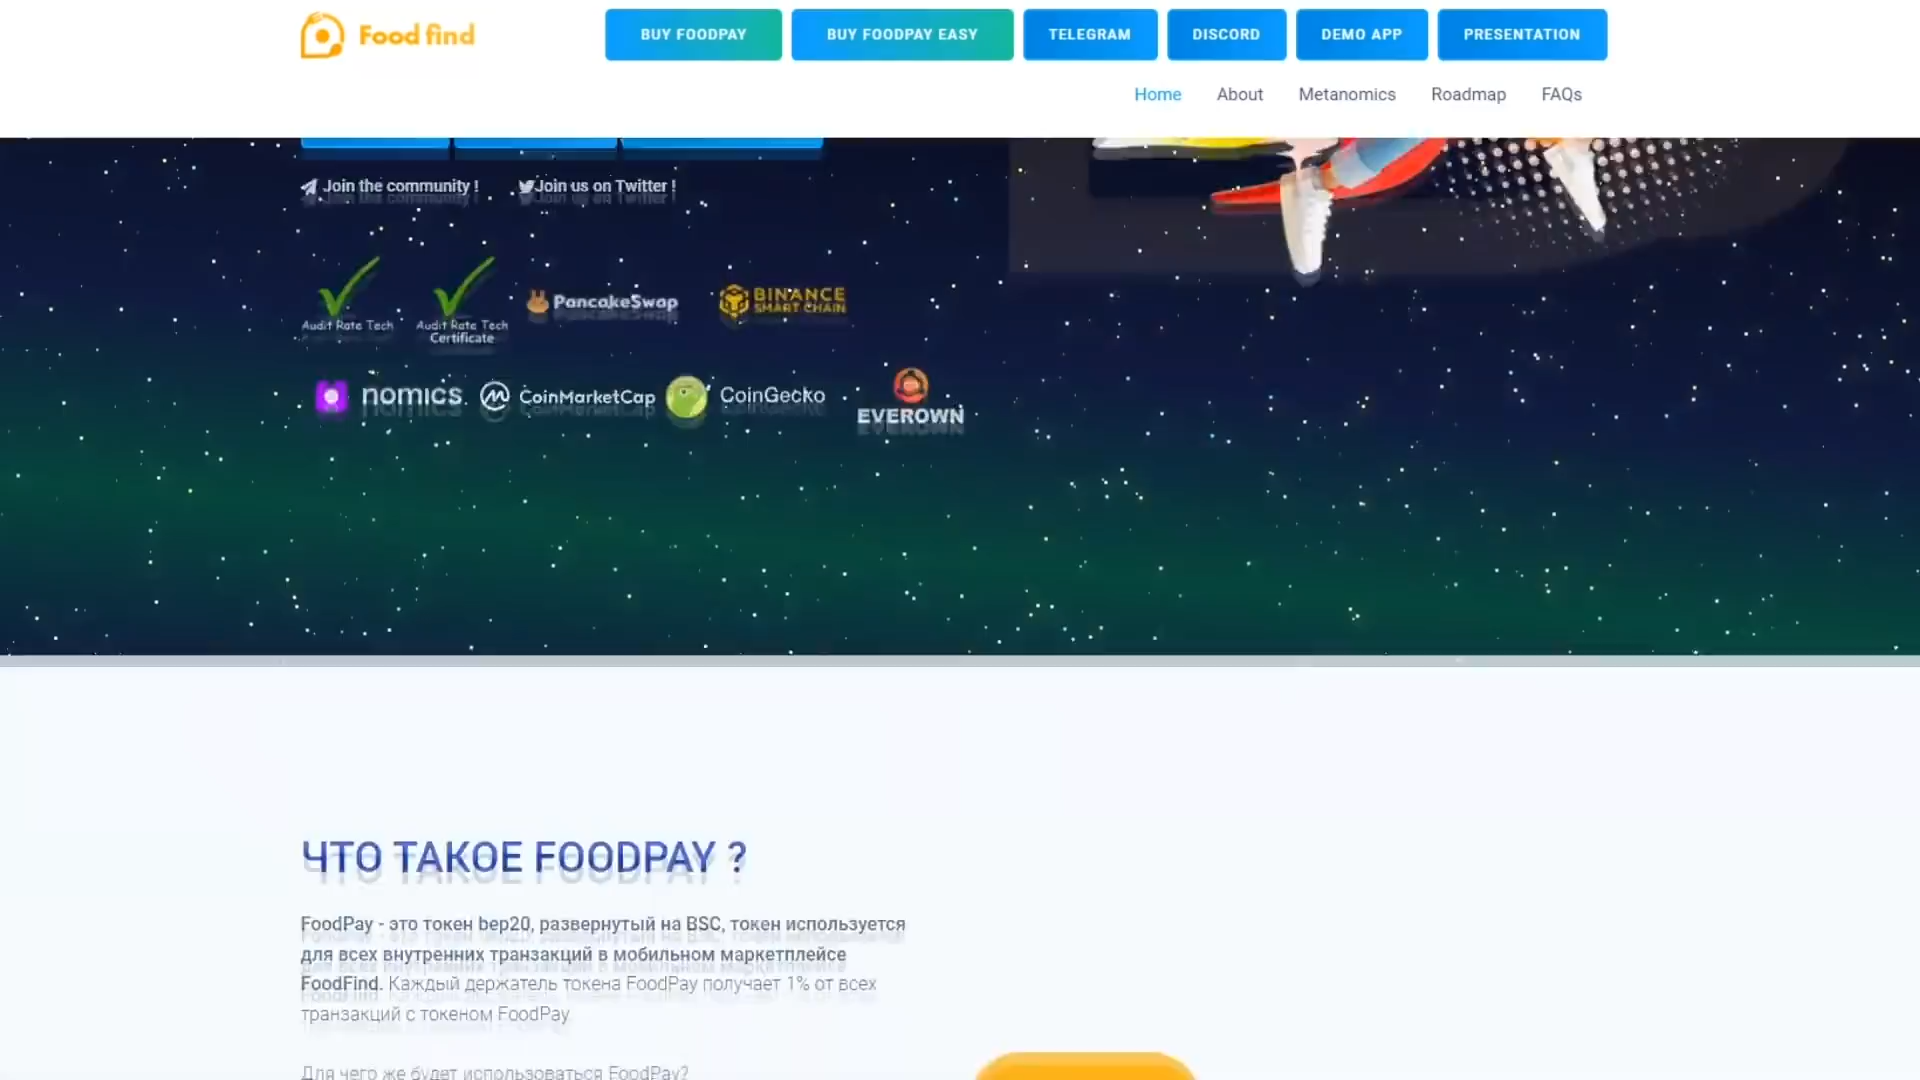 Food find
BUY FOODPAY
BUY FOODPAY EASY
TELEGRAM
DISCORD
DEMO APP
PRESENTATION
Home
About
Metanomics
Roadmap
FAQs
Join the community !
Join us on Twitter !
Audit Rate Tech
Audit Rate Tech
Certificate
PancakeSwap
BINANCE
SMART CHAIN
nomics.
CoinMarketCap
CoinGecko
EVEROWN
ЧТО ТАКОЕ FOODPAY ?
FoodPay - это токен bep20, развернутый на BSC, токен используется
для всех внутренних транзакций в мобильном маркетплейсе
FoodFind. Каждый держатель токена FoodPay получает 1% от всех
транзакций с токеном FoodPay
Для чего же будет использоваться FoodPay?